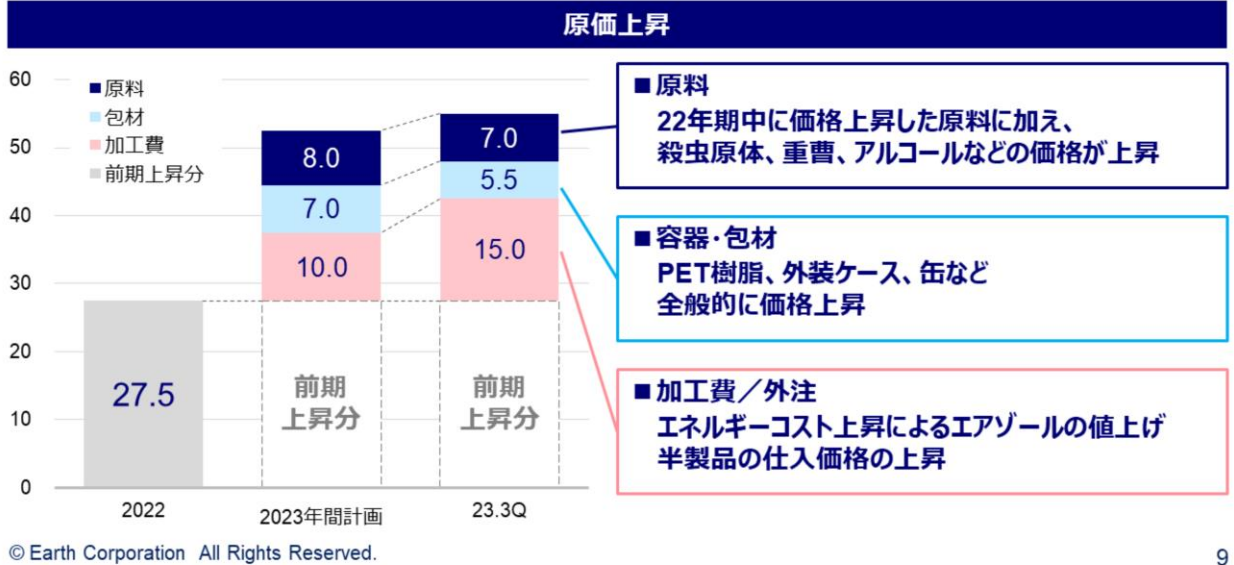 原価上昇
60
50
40
30
20
10
0
■原料
■包材
■加工費
■前期上昇分
27.5
8.0
7.0
10.0
前期
上昇分
7.0
5.5
15.0
前期
上昇分
2022
2023年間計画
23.3Q
■原料
22年期中に価格上昇した原料に加え、
殺虫原体、重曹、アルコールなどの価格が上昇
■容器・包材
PET樹脂、外装ケース、缶など
全般的に価格上昇
■加工費／外注
エネルギーコスト上昇によるエアゾールの値上げ
半製品の仕入価格の上昇
© Earth Corporation All Rights Reserved.
9